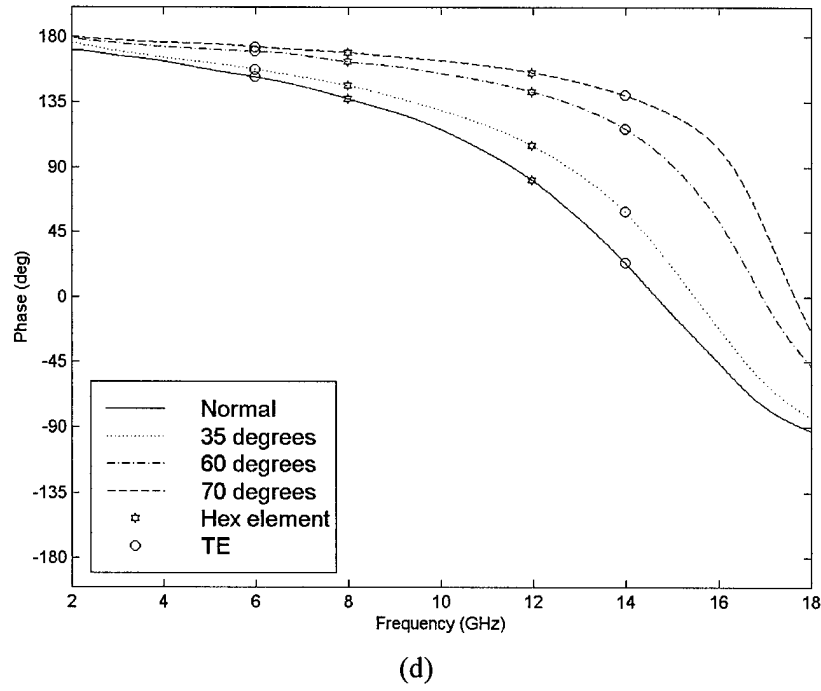 180
135
90
45
0
-45
-90
-135
-180
Phase (deg)
Normal
35 degrees
60 degrees
70 degrees
Hex element
TE
2 4 6 8 10 12 14 16 18
Frequency (GHz)
(d)